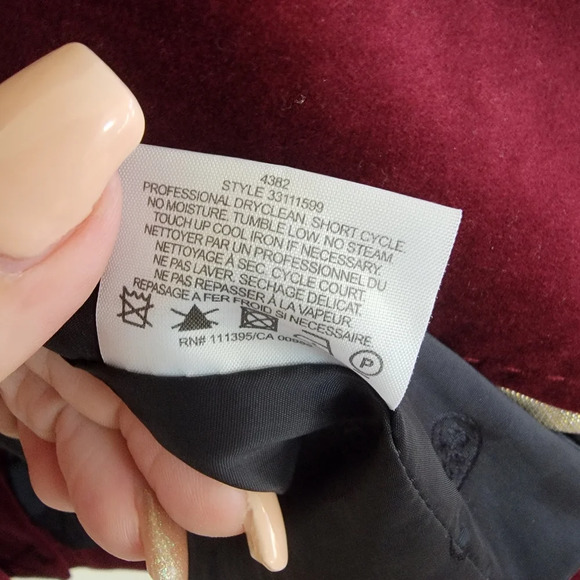 4382
STYLE 33111599
PROFESSIONAL DRYCLEAN. SHORT CYCLE.
NO MOISTURE. TUMBLE LOW. NO STEAM
TOUCH UP COOL IRON IF NECESSARY.
NETTOYER PAR UN PROFESSIONNEL DU
NETTOYAGE À SEC. CYCLE COURT.
NE PAS LAVER. SECHAGE DELICAT.
NE PAS REPASSER À LA VAPEUR.
REPASAGE A FER FROID SI NECESSAIRE
P
RN# 111395/CA